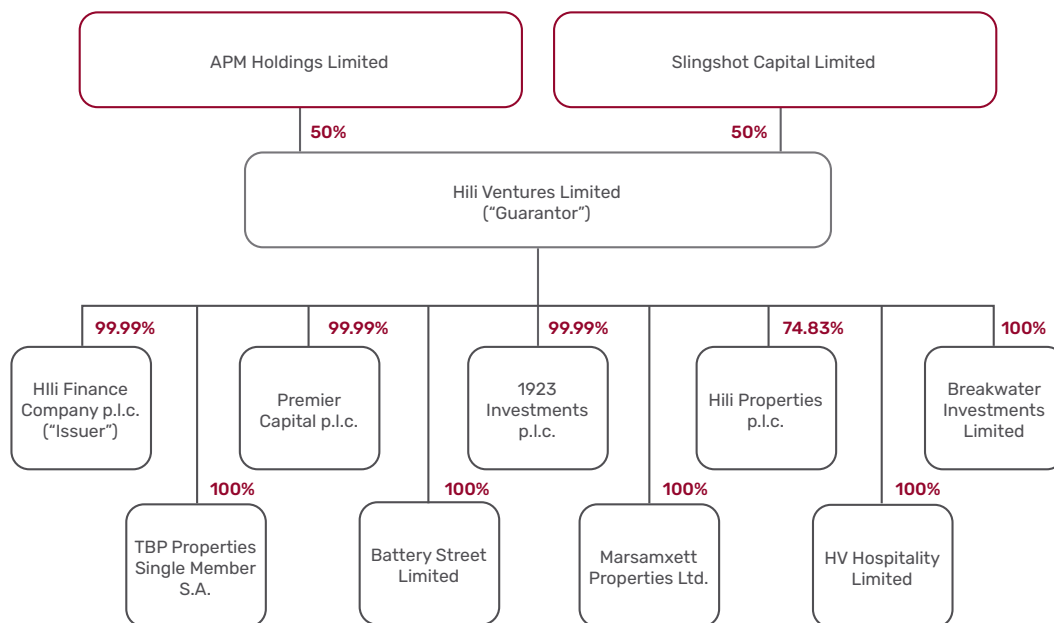 APM Holdings Limited
Slingshot Capital Limited
50%
50%
Hili Ventures Limited
(“Guarantor”)
99.99%
99.99%
99.99%
74.83%
100%
HIli Finance
Company p.l.c.
(“Issuer”)
Premier
Capital p.l.c.
1923
Investments
p.l.c.
Hili Properties
p.l.c.
Breakwater
Investments
Limited
100%
100%
100%
100%
TBP Properties
Single Member
S.A.
Battery Street
Limited
Marsamxett
Properties Ltd.
HV Hospitality
Limited